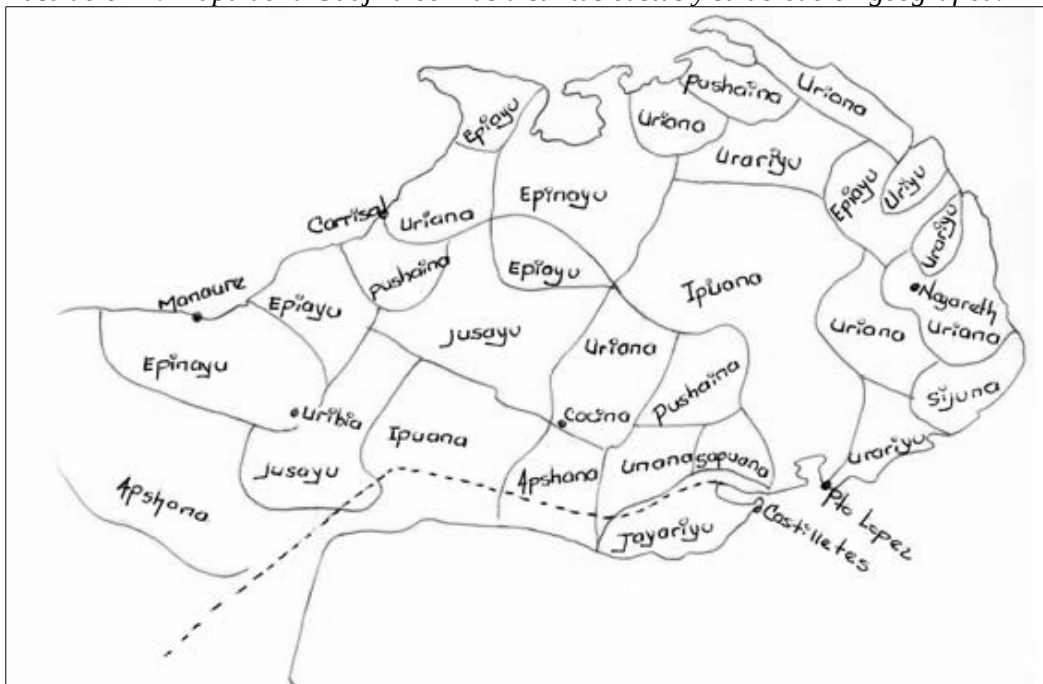 Pushaina
Uriana
Epiayu
Uriana
Urariyu
Epiayu
Uriyu
Epinayu
Carrisal
Uriana
Urariyu
Pushaina
Epiayu
Ipuana
Nazareth
Manaure
Epiayu
Jusayu
Uriana
Uriana
Uriana
Epinayu
Pushaina
Sijuna
Uribia
Ipuana
Cocina
Jusayu
Apshana
Uriana
Sapuana
Urariyu
Apshana
Jayariyu
Castilletes
Pto Lopez